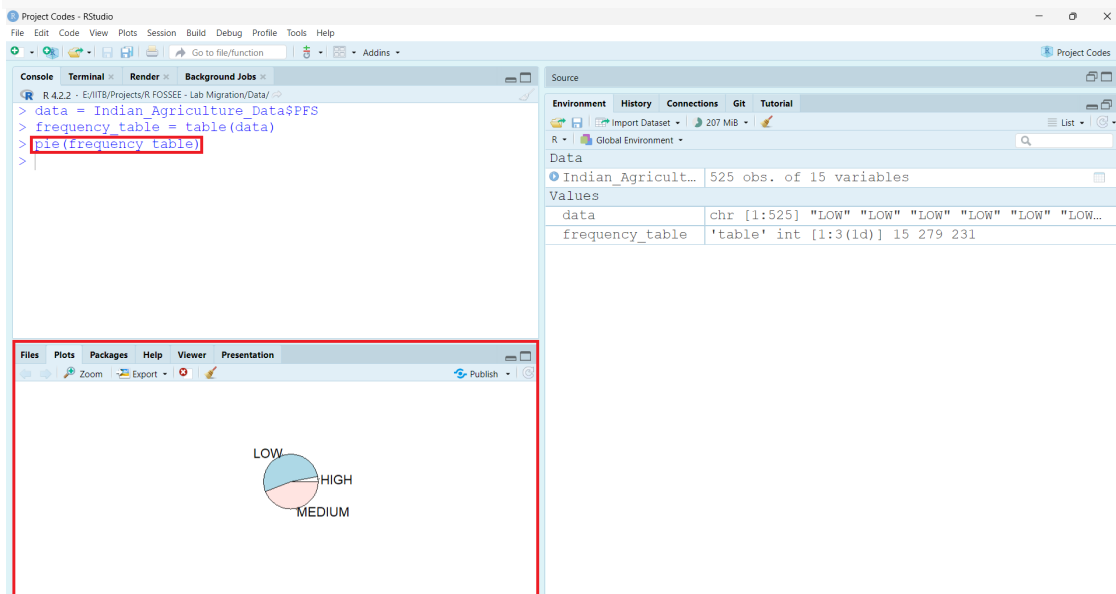 Project Codes - RStudio
File Edit Code View Plots Session Build Debug Profile Tools Help
Go to file/function Addins Project Codes
Console Terminal Render Background Jobs
R 4.2.2 · E:/IITB/Projects/R FOSSEE - Lab Migration/Data/
> data = Indian_Agriculture_Data$PFS
> frequency_table = table(data)
> pie(frequency_table)
>
Source
Environment History Connections Git Tutorial
Import Dataset 207 MiB List
R Global Environment
Data
Indian_Agricult… 525 obs. of 15 variables
Values
data chr [1:525] "LOW" "LOW" "LOW" "LOW" "LOW" "LOW…
frequency_table 'table' int [1:3(1d)] 15 279 231
Files Plots Packages Help Viewer Presentation
Zoom Export Publish
LOW
HIGH
MEDIUM